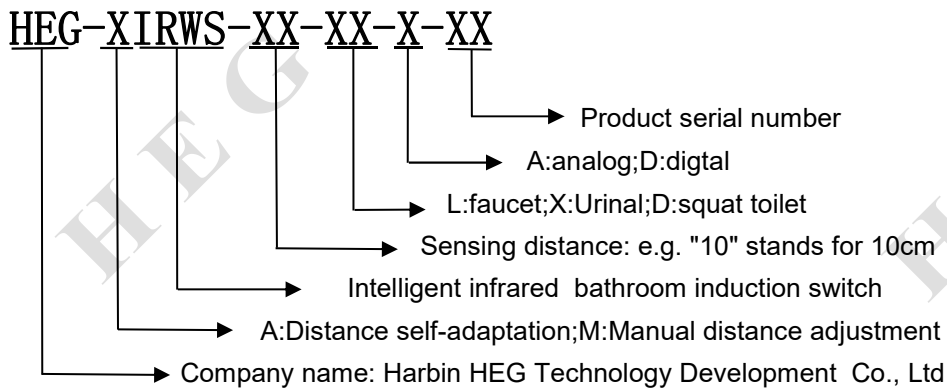 HEG-XIRWS-XX-XX-X-XX
Product serial number
A:analog;D:digtal
L:faucet;X:Urinal;D:squat toilet
Sensing distance: e.g. "10" stands for 10cm
Intelligent infrared bathroom induction switch
A:Distance self-adaptation;M:Manual distance adjustment
Company name: Harbin HEG Technology Development Co., Ltd
HEG
H